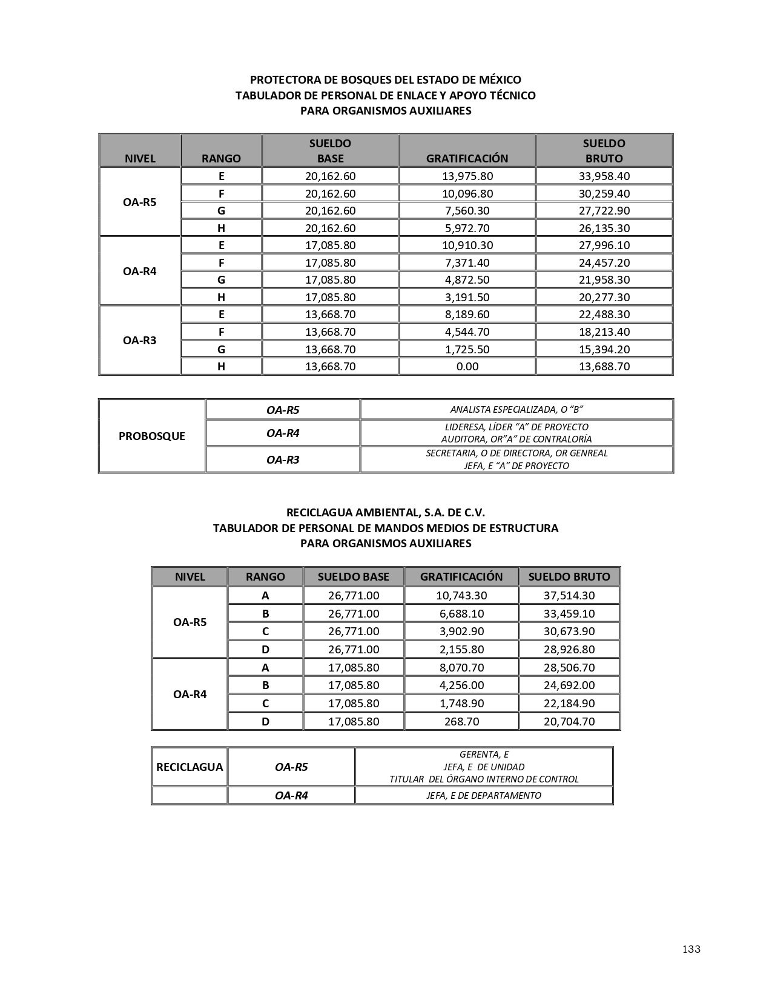 PROTECTORA DE BOSQUES DEL ESTADO DE MÉXICO
TABULADOR DE PERSONAL DE ENLACE Y APOYO TÉCNICO
PARA ORGANISMOS AUXILIARES
NIVEL RANGO SUELDO BASE GRATIFICACIÓN SUELDO BRUTO
OA-R5
E 20,162.60 13,975.80 33,958.40
F 20,162.60 10,096.80 30,259.40
G 20,162.60 7,560.30 27,722.90
H 20,162.60 5,972.70 26,135.30
OA-R4
E 17,085.80 10,910.30 27,996.10
F 17,085.80 7,371.40 24,457.20
G 17,085.80 4,872.50 21,958.30
H 17,085.80 3,191.50 20,277.30
OA-R3
E 13,668.70 8,189.60 22,488.30
F 13,668.70 4,544.70 18,213.40
G 13,668.70 1,725.50 15,394.20
H 13,668.70 0.00 13,688.70
PROBOSQUE
OA-R5 ANALISTA ESPECIALIZADA, O “B”
OA-R4 LIDERESA, LÍDER “A” DE PROYECTO
AUDITORA, OR”A” DE CONTRALORÍA
OA-R3 SECRETARIA, O DE DIRECTORA, OR GENREAL
JEFA, E “A” DE PROYECTO
RECICLAGUA AMBIENTAL, S.A. DE C.V.
TABULADOR DE PERSONAL DE MANDOS MEDIOS DE ESTRUCTURA
PARA ORGANISMOS AUXILIARES
NIVEL RANGO SUELDO BASE GRATIFICACIÓN SUELDO BRUTO
OA-R5
A 26,771.00 10,743.30 37,514.30
B 26,771.00 6,688.10 33,459.10
C 26,771.00 3,902.90 30,673.90
D 26,771.00 2,155.80 28,926.80
OA-R4
A 17,085.80 8,070.70 28,506.70
B 17,085.80 4,256.00 24,692.00
C 17,085.80 1,748.90 22,184.90
D 17,085.80 268.70 20,704.70
RECICLAGUA OA-R5
GERENTA, E
JEFA, E DE UNIDAD
TITULAR DEL ÓRGANO INTERNO DE CONTROL
OA-R4 JEFA, E DE DEPARTAMENTO
133